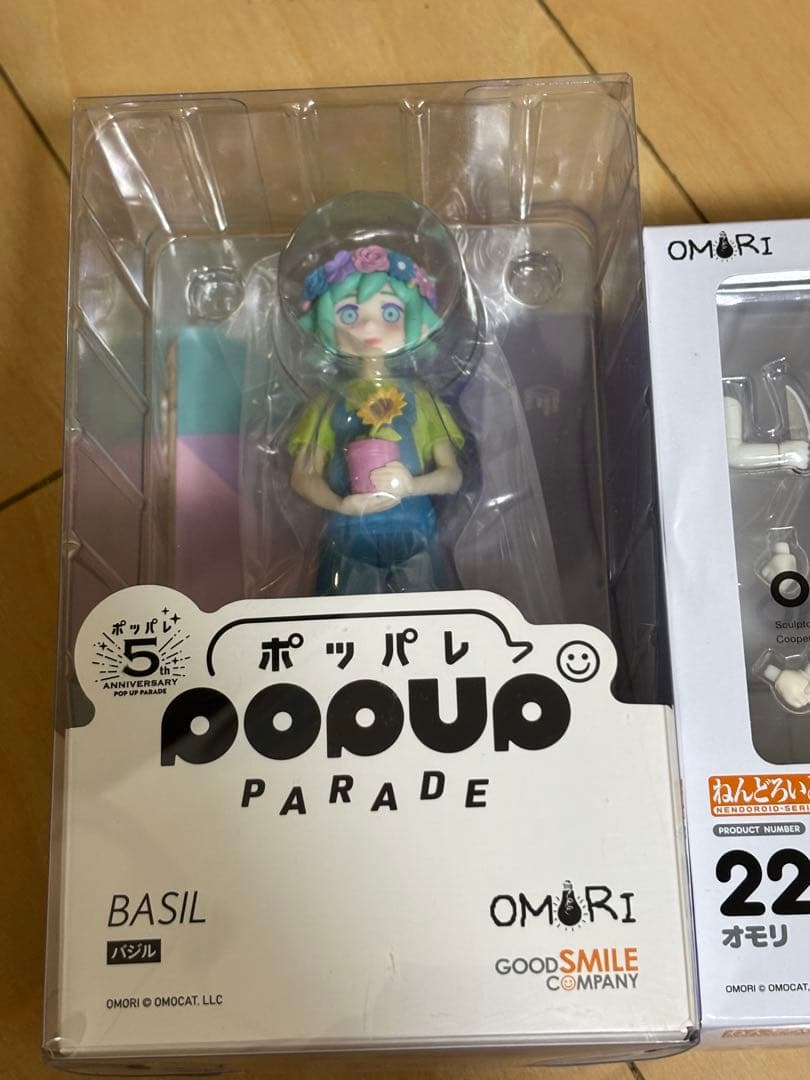 ポッパレ
5th
ANNIVERSARY
POP UP PARADE
ポッパレ
POPUP
PARADE
BASIL
バジル
OMORI
GOOD SMILE
COMPANY
OMORI © OMOCAT, LLC
OMORI
Cooper
ねんどろいど
NENDOROID-SERI
PRODUCT NUMBER
22
オモリ
OMORI © OMOCAT,